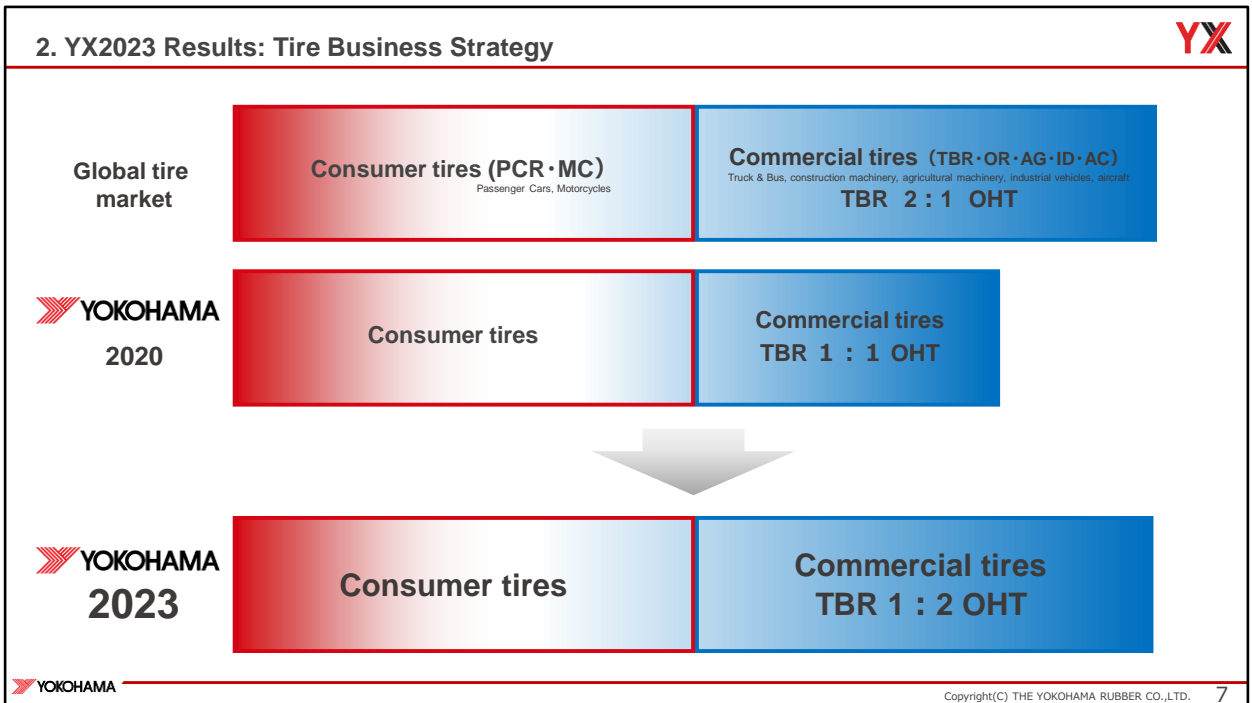 2. YX2023 Results: Tire Business Strategy
YX
Global tire
market
Consumer tires (PCR・MC）
Passenger Cars, Motorcycles
Commercial tires（TBR・OR・AG・ID・AC）
Truck & Bus, construction machinery, agricultural machinery, industrial vehicles, aircraft
TBR 2：1 OHT
YOKOHAMA
2020
Consumer tires
Commercial tires
TBR 1：1 OHT
YOKOHAMA
2023
Consumer tires
Commercial tires
TBR 1：2 OHT
YOKOHAMA
Copyright(C) THE YOKOHAMA RUBBER CO.,LTD.
7